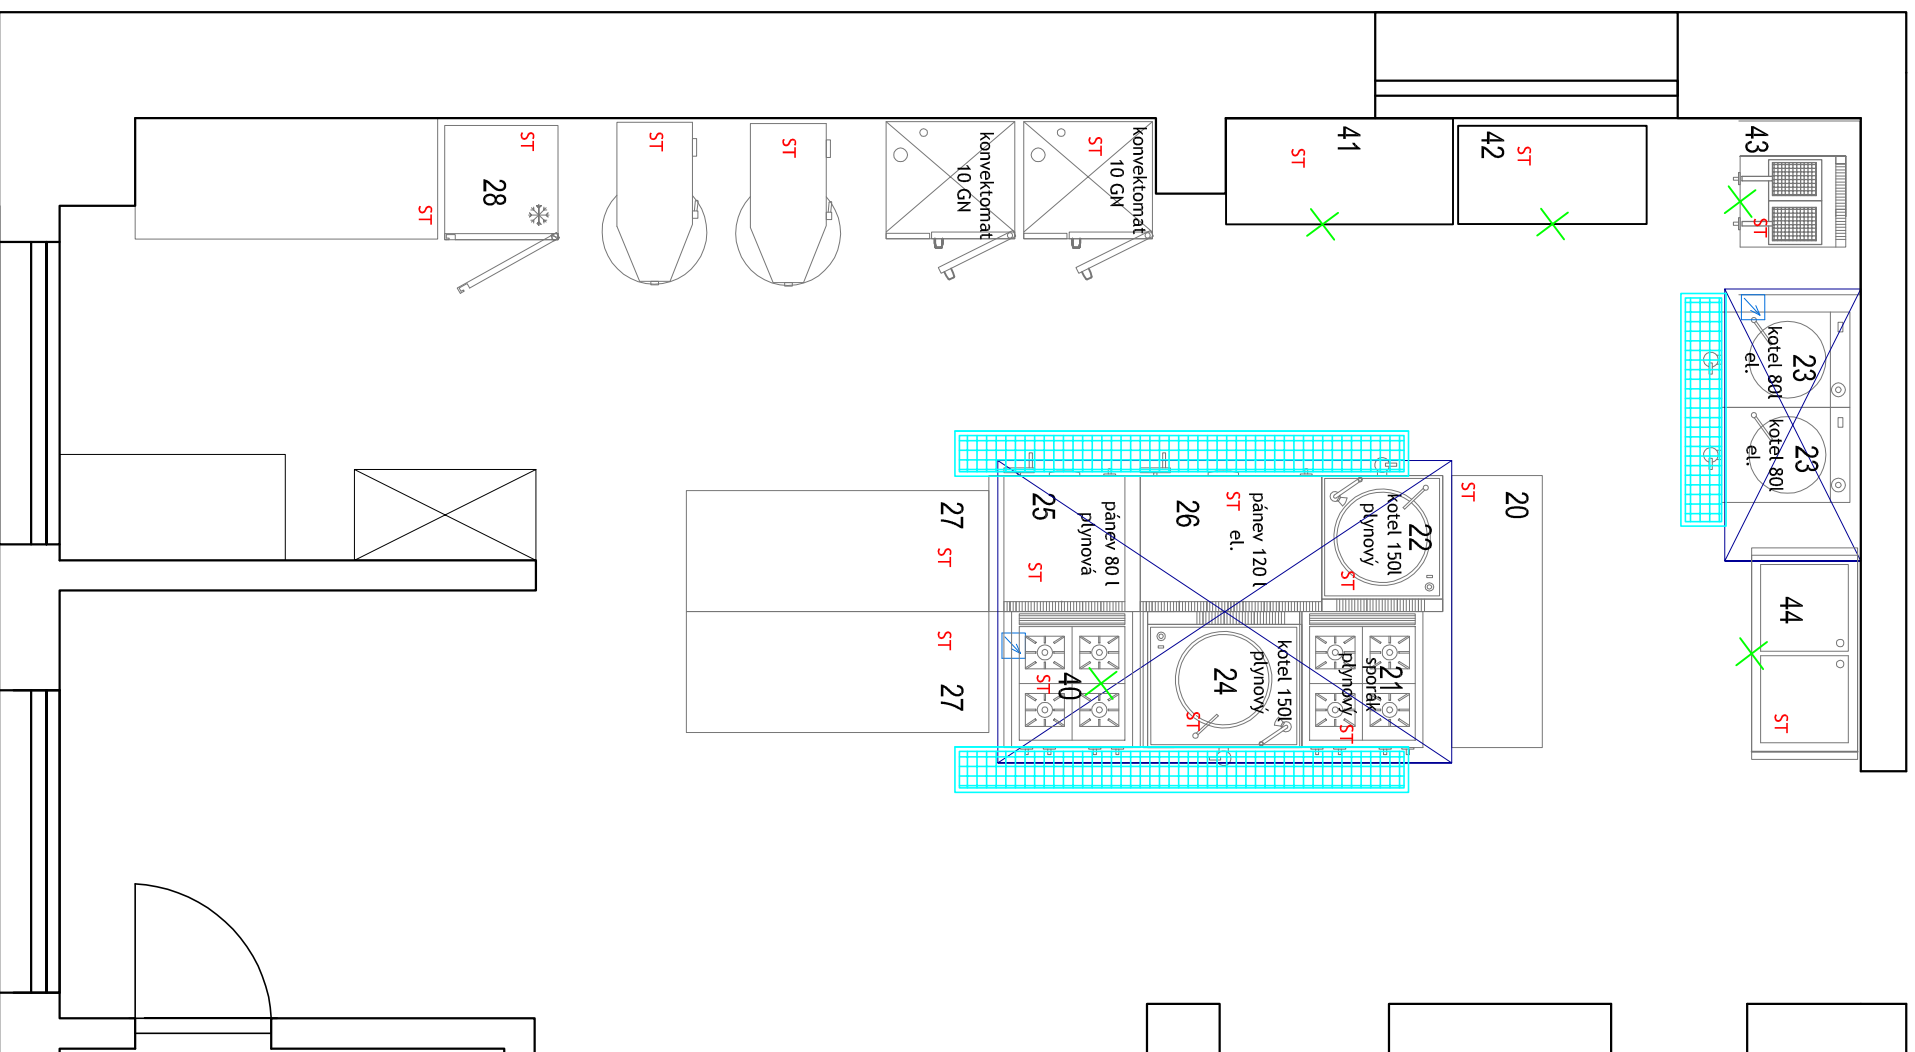 ST
28
ST
ST
ST
konvektomat
10 GN
konvektomat
10 GN
ST
41
ST
42
ST
43
ST
23
kotel 80l
el.
23
kotel 80l
el.
44
ST
20
ST
22
kotel 150l
plynový
ST
26
pánev 120 l
el.
ST
25
pánev 80 l
plynová
ST
27
ST
27
ST
40
ST
24
kotel 150l
plynový
ST
21
sporák
plynový
ST